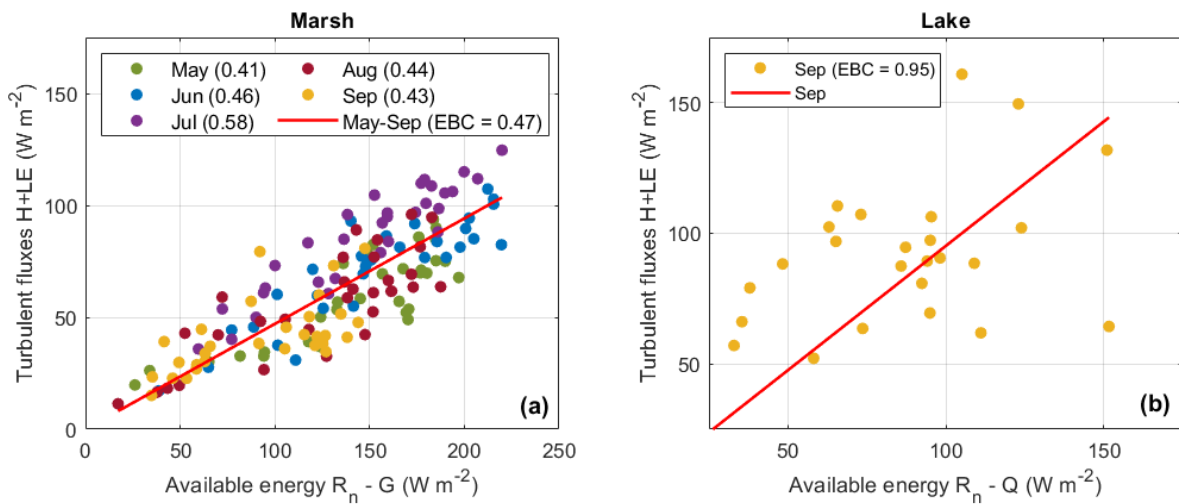 Marsh
May (0.41)
Jun (0.46)
Jul (0.58)
Aug (0.44)
Sep (0.43)
May-Sep (EBC = 0.47)
Turbulent fluxes H+LE (W m-2)
150
100
50
0
0 50 100 150 200 250
(a)
Available energy Rn - G (W m-2)
Lake
Sep (EBC = 0.95)
Sep
Turbulent fluxes H+LE (W m-2)
150
100
50
50 100 150
(b)
Available energy Rn - Q (W m-2)